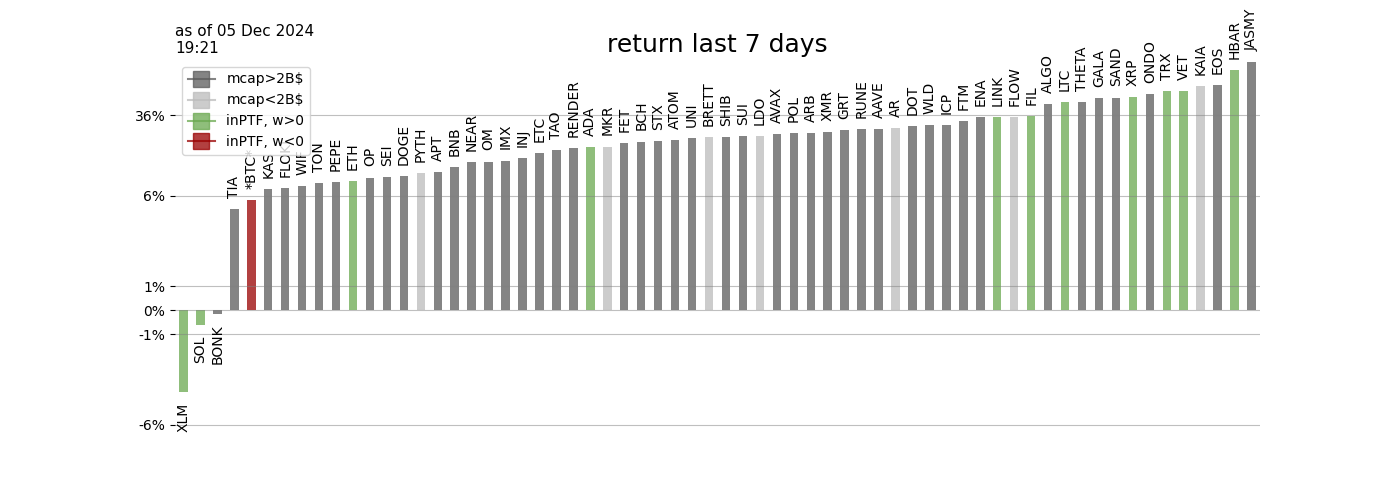 as of 05 Dec 2024
19:21
return last 7 days
mcap>2B$
mcap<2B$
inPTF, w>0
inPTF, w<0
36%
6%
1%
0%
-1%
-6%
XLM
SOL
BONK
TIA
*BTC*
KAS
WIF
TON
PEPE
ETH
OP
SEI
DOGE
PYTH
APT
BNB
NEAR
OM
IMX
INJ
ETC
TAO
RENDER
ADA
MKR
FET
BCH
STX
ATOM
UNI
BRETT
SHIB
SUI
LDO
AVAX
POL
ARB
XMR
GRT
RUNE
AAVE
AR
DOT
WLD
ICP
FTM
ENA
LINK
FLOW
FIL
ALGO
LTC
THETA
GALA
SAND
XRP
ONDO
TRX
VET
KAIA
EOS
HBAR
JASMY